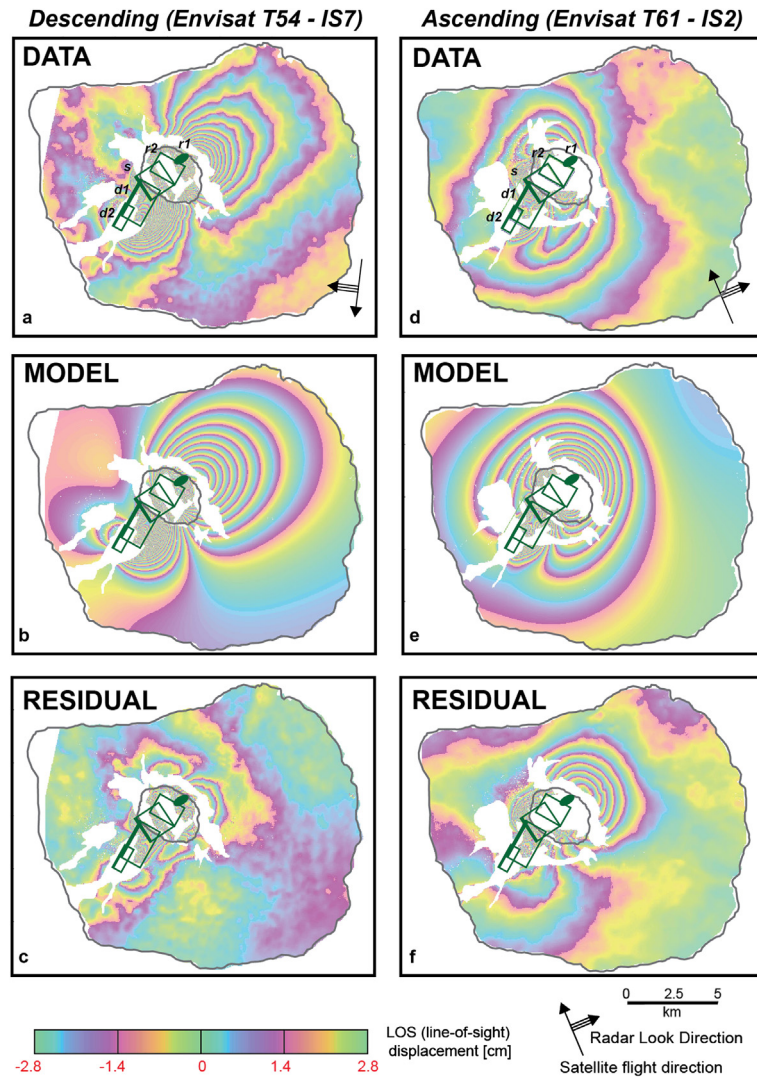 Descending (Envisat T54 - IS7)
Ascending (Envisat T61 - IS2)
DATA
r2
r1
s
d1
d2
a
DATA
r2
r1
s
d1
d2
d
MODEL
b
MODEL
e
RESIDUAL
c
RESIDUAL
f
-2.8 -1.4 0 1.4 2.8
LOS (line-of-sight)
displacement [cm]
0 2.5 5
km
Radar Look Direction
Satellite flight direction